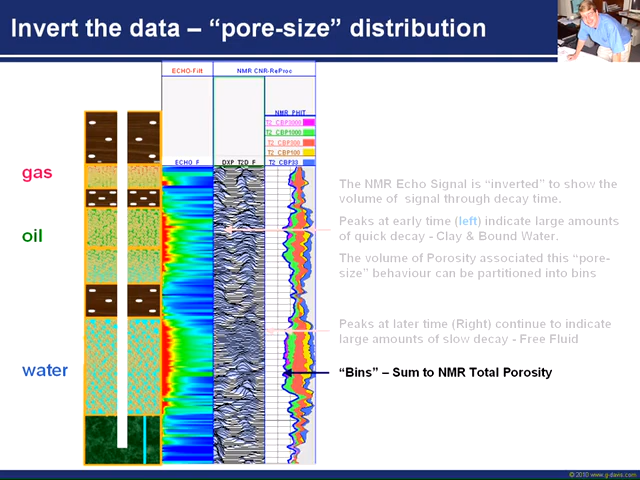 Invert the data – “pore-size” distribution
ECHO-Filt
NMR CNR-ReProc
NMR_PHIT
T2_CBP3000
T2_CBP1000
T2_CBP300
T2_CBP100
ECHO_F
DXP_T2D_F
T2_CBP33
gas
oil
water
The NMR Echo Signal is “inverted” to show the
volume of signal through decay time.
Peaks at early time (left) indicate large amounts
of quick decay - Clay & Bound Water.
The volume of Porosity associated this “pore-
size” behaviour can be partitioned into bins
Peaks at later time (Right) continue to indicate
large amounts of slow decay - Free Fluid
“Bins” – Sum to NMR Total Porosity
© 2010 www.g-davis.com